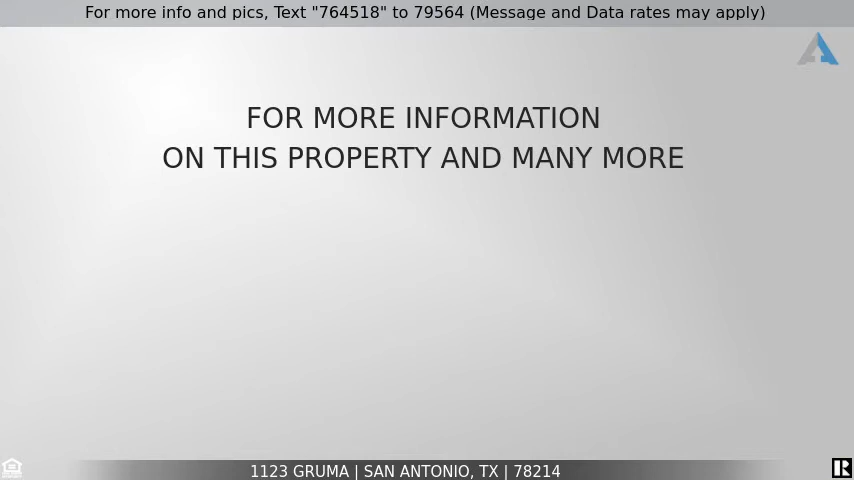 For more info and pics, Text "764518" to 79564 (Message and Data rates may apply)
FOR MORE INFORMATION
ON THIS PROPERTY AND MANY MORE
1123 GRUMA | SAN ANTONIO, TX | 78214